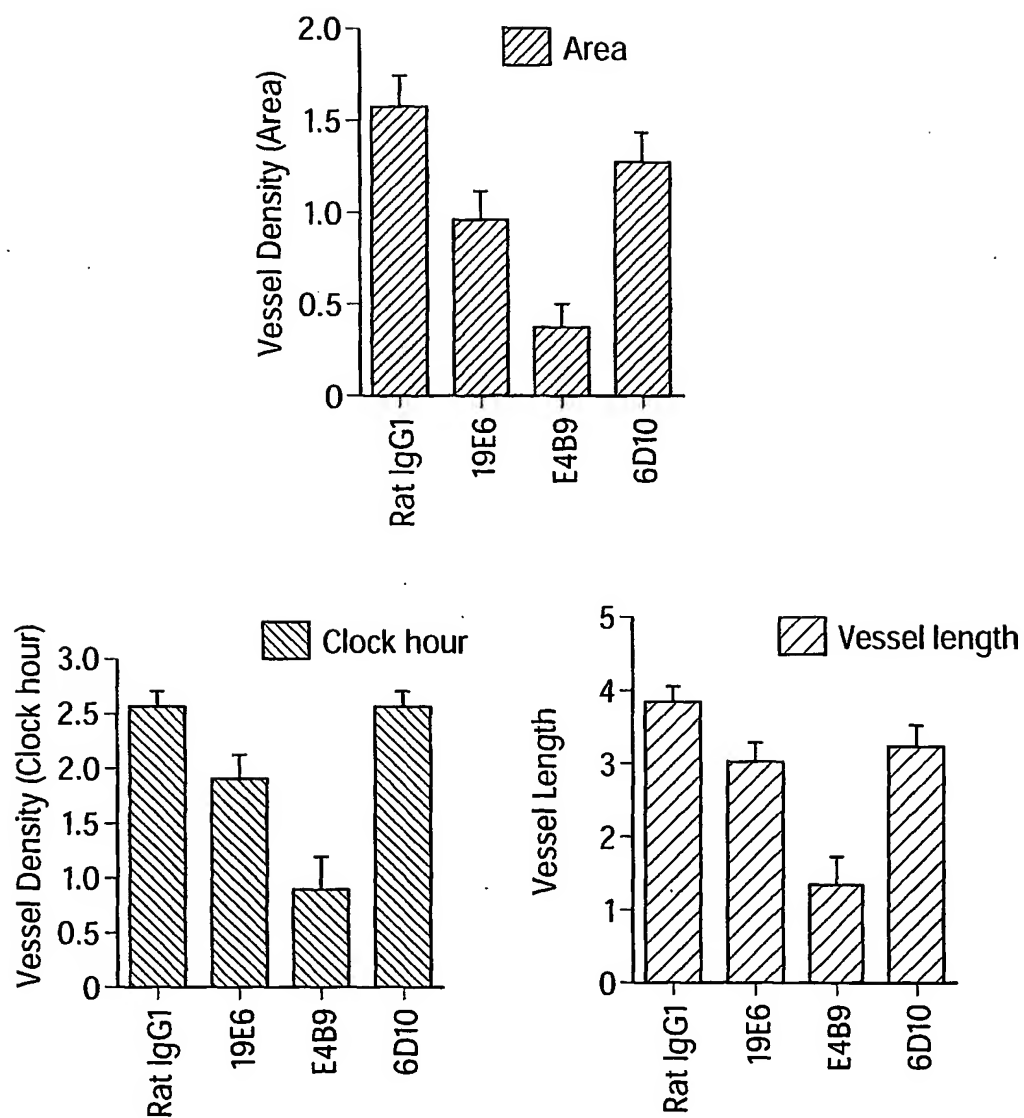 Area
Vessel Density (Area)
2.0
1.5
1.0
0.5
0
Rat IgG1
19E6
E4B9
6D10
Clock hour
Vessel Density (Clock hour)
3.0
2.5
2.0
1.5
1.0
0.5
0
Rat IgG1
19E6
E4B9
6D10
Vessel length
Vessel Length
5
4
3
2
1
0
Rat IgG1
19E6
E4B9
6D10